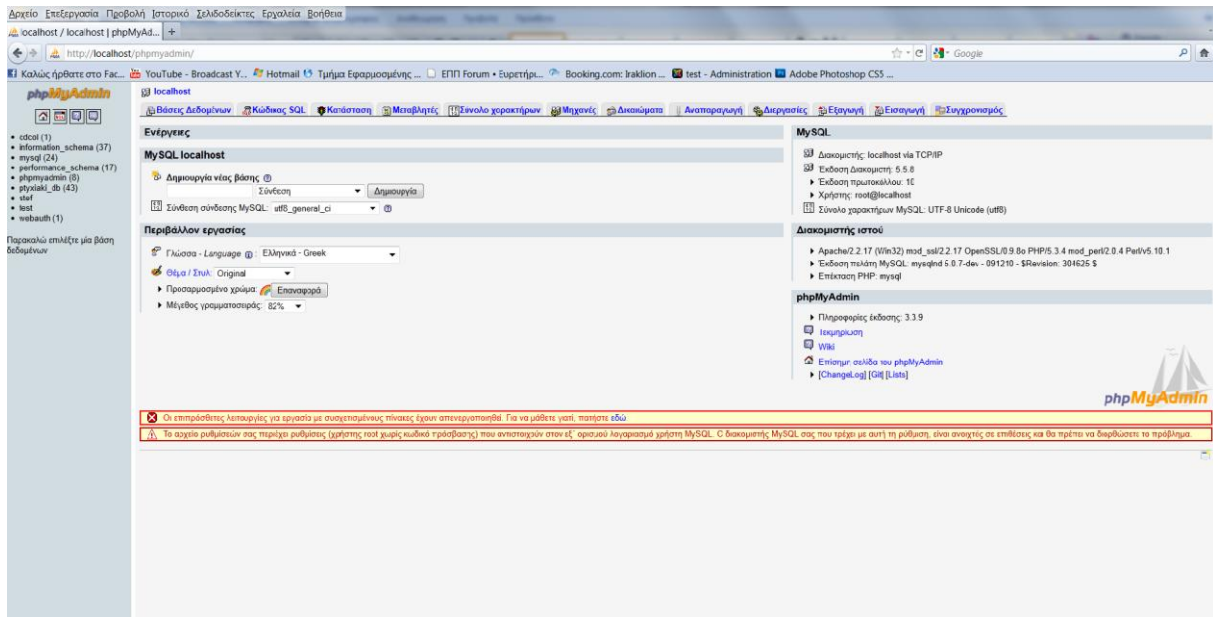 Αρχείο Επεξεργασία Προβολή Ιστορικό Σελιδοδείκτες Εργαλεία Βοήθεια
localhost / localhost | phpMyAd... +
http://localhost/phpmyadmin/
Google
Καλώς ήρθατε στο Fac... YouTube - Broadcast Y... Hotmail Τμήμα Εφαρμοσμένης ... ΕΠΠ Forum • Ευρετήρι... Booking.com: Iraklion ... test - Administration Adobe Photoshop CS5 ...
phpMyAdmin
cdcol (1)
information_schema (37)
mysql (24)
performance_schema (17)
phpmyadmin (8)
ptyxiaki_db (43)
stef
test
webauth (1)
Παρακαλώ επιλέξτε μία βάση δεδομένων
localhost
Βάσεις Δεδομένων Κώδικας SQL Κατάσταση Μεταβλητές Σύνολο χαρακτήρων Μηχανές Δικαιώματα Αναπαραγωγή Διεργασίες Εξαγωγή Εισαγωγή Συγχρονισμός
Ενέργειες
MySQL localhost
Δημιουργία νέας βάσης
Σύνθεση Δημιουργία
Σύνθεση σύνδεσης MySQL: utf8_general_ci
Περιβάλλον εργασίας
Γλώσσα - Language : Ελληνικά - Greek
Θέμα / Στυλ: Original
Προσαρμοσμένο χρώμα: Επαναφορά
Μέγεθος γραμματοσειράς: 82%
MySQL
Διακομιστής: localhost via TCP/IP
Έκδοση Διακομιστή: 5.5.8
Έκδοση πρωτοκόλλου: 10
Χρήστης: root@localhost
Σύνολο χαρακτήρων MySQL: UTF-8 Unicode (utf8)
Διακομιστής ιστού
Apache/2.2.17 (Win32) mod_ssl/2.2.17 OpenSSL/0.9.8o PHP/5.3.4 mod_perl/2.0.4 Perl/v5.10.1
Έκδοση πελάτη MySQL: mysqlnd 5.0.7-dev - 091210 - $Revision: 304625 $
Επέκταση PHP: mysql
phpMyAdmin
Πληροφορίες έκδοσης: 3.3.9
Τεκμηρίωση
Wiki
Επίσημη σελίδα του phpMyAdmin
[ChangeLog] [Git] [Lists]
phpMyAdmin
Οι επιπρόσθετες λειτουργίες για εργασία με συσχετισμένους πίνακες έχουν απενεργοποιηθεί. Για να μάθετε γιατί, πατήστε εδώ.
Το αρχείο ρυθμίσεών σας περιέχει ρυθμίσεις (χρήστης root χωρίς κωδικό πρόσβασης) που αντιστοιχούν στον εξ' ορισμού λογαριασμό χρήστη MySQL. Ο διακομιστής MySQL σας που τρέχει με αυτή τη ρύθμιση, είναι ανοιχτές σε επιθέσεις και θα πρέπει να διορθώσετε το πρόβλημα.